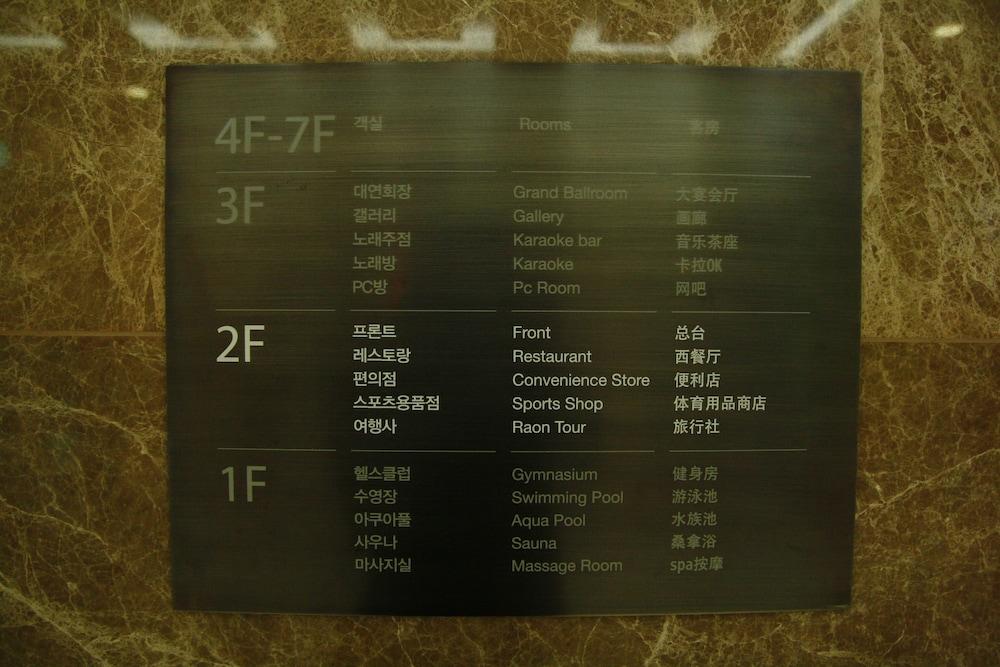 4F-7F 객실 Rooms 客房
3F 대연회장 Grand Ballroom 大宴会厅
갤러리 Gallery 画廊
노래주점 Karaoke bar 音乐茶座
노래방 Karaoke 卡拉OK
PC방 Pc Room 网吧
2F 프론트 Front 总台
레스토랑 Restaurant 西餐厅
편의점 Convenience Store 便利店
스포츠용품점 Sports Shop 体育用品商店
여행사 Raon Tour 旅行社
1F 헬스클럽 Gymnasium 健身房
수영장 Swimming Pool 游泳池
아쿠아풀 Aqua Pool 水族池
사우나 Sauna 桑拿浴
마사지실 Massage Room spa按摩